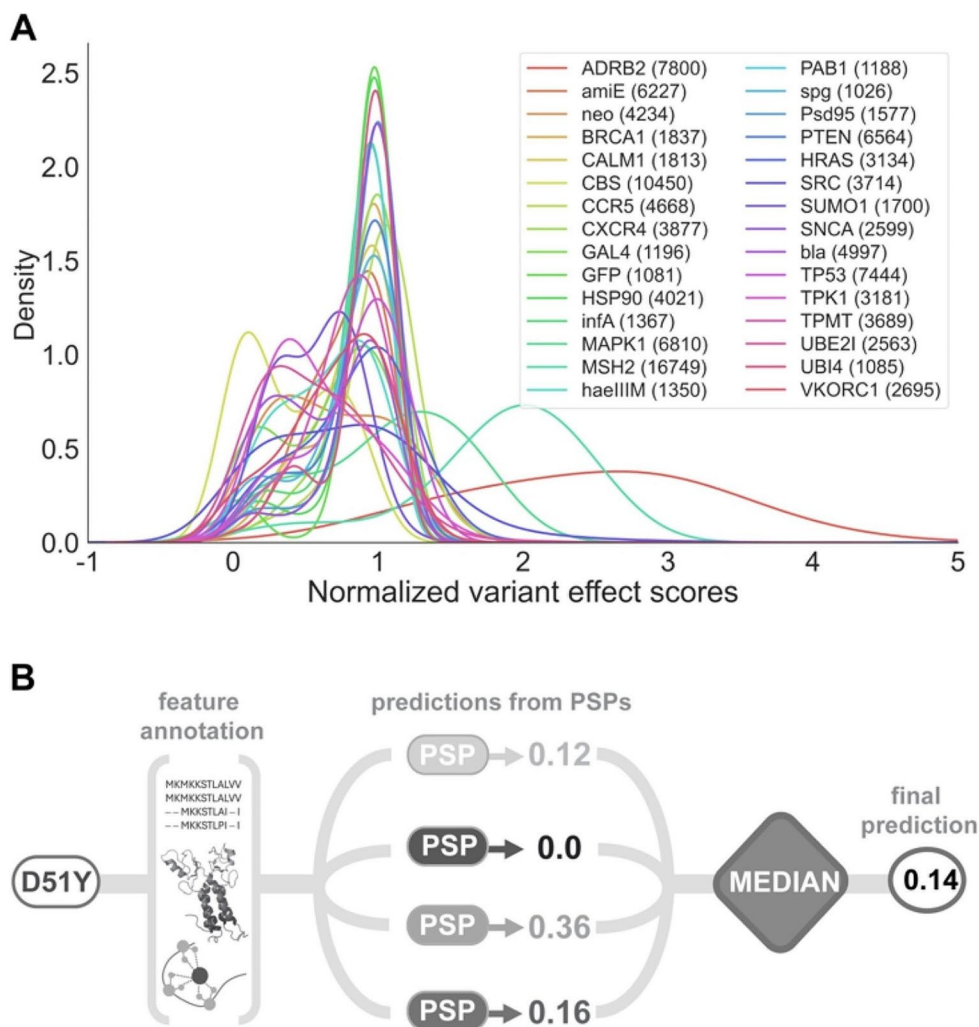 A
Density
2.5
2.0
1.5
1.0
0.5
0.0
-1 0 1 2 3 4 5
Normalized variant effect scores
ADRB2 (7800)
amiE (6227)
neo (4234)
BRCA1 (1837)
CALM1 (1813)
CBS (10450)
CCR5 (4668)
CXCR4 (3877)
GAL4 (1196)
GFP (1081)
HSP90 (4021)
infA (1367)
MAPK1 (6810)
MSH2 (16749)
haeIIIM (1350)
PAB1 (1188)
spg (1026)
Psd95 (1577)
PTEN (6564)
HRAS (3134)
SRC (3714)
SUMO1 (1700)
SNCA (2599)
bla (4997)
TP53 (7444)
TPK1 (3181)
TPMT (3689)
UBE2I (2563)
UBI4 (1085)
VKORC1 (2695)
B
feature
annotation
predictions from PSPs
D51Y
MKMKKSTLALVV
MKMKKSTLALVV
--MKKSTLAI-I
--MKKSTLPI-I
PSP 0.12
PSP 0.0
PSP 0.36
PSP 0.16
MEDIAN
final
prediction
0.14